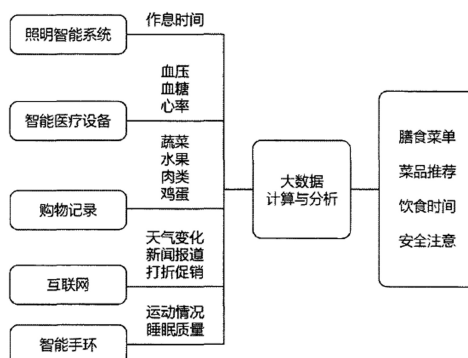 照明智能系统
作息时间
智能医疗设备
血压
血糖
心率
购物记录
蔬菜
水果
肉类
鸡蛋
互联网
天气变化
新闻报道
打折促销
智能手环
运动情况
睡眠质量
大数据
计算与分析
膳食菜单
菜品推荐
饮食时间
安全注意